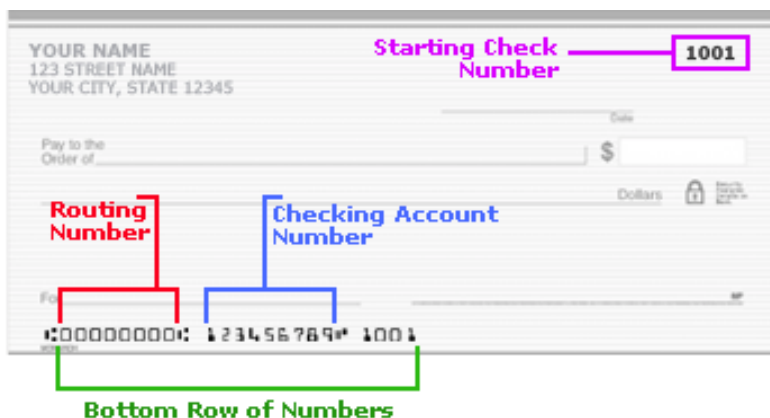 YOUR NAME
123 STREET NAME
YOUR CITY, STATE 12345
Starting Check
Number
1001
Date
Pay to the
Order of
$
Dollars
Routing
Number
Checking Account
Number
For
MP
⑆000000000⑆ 123456789⑈ 1001
Bottom Row of Numbers